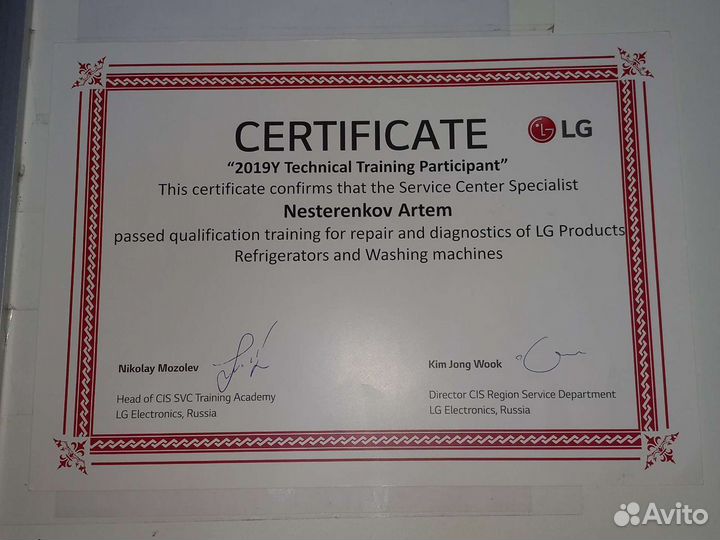 CERTIFICATE
LG
“2019Y Technical Training Participant”
This certificate confirms that the Service Center Specialist
Nesterenkov Artem
passed qualification training for repair and diagnostics of LG Products
Refrigerators and Washing machines
Nikolay Mozolev
Head of CIS SVC Training Academy
LG Electronics, Russia
Kim Jong Wook
Director CIS Region Service Department
LG Electronics, Russia
Avito